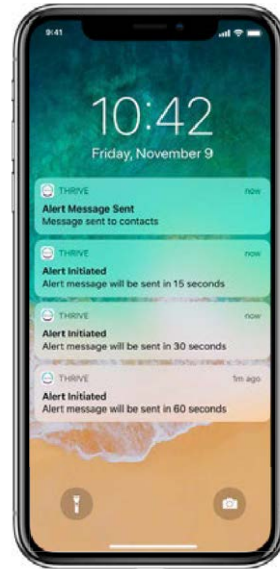 9:41
10:42
Friday, November 9
THRIVE now
Alert Message Sent
Message sent to contacts
THRIVE now
Alert Initiated
Alert message will be sent in 15 seconds
THRIVE now
Alert Initiated
Alert message will be sent in 30 seconds
THRIVE 1m ago
Alert Initiated
Alert message will be sent in 60 seconds